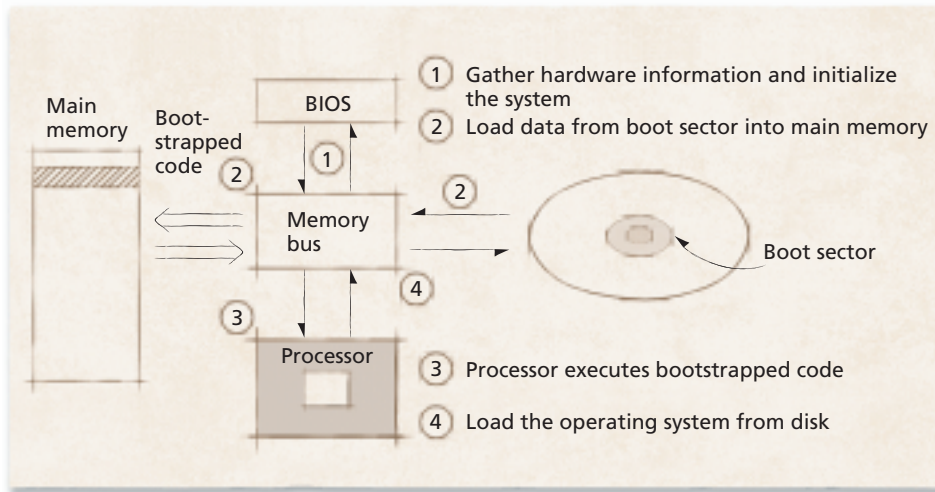 Main
memory
Boot-
strapped
code
BIOS
1
2
Memory
bus
2
4
3
Processor
Boot sector
1 Gather hardware information and initialize
the system
2 Load data from boot sector into main memory
3 Processor executes bootstrapped code
4 Load the operating system from disk